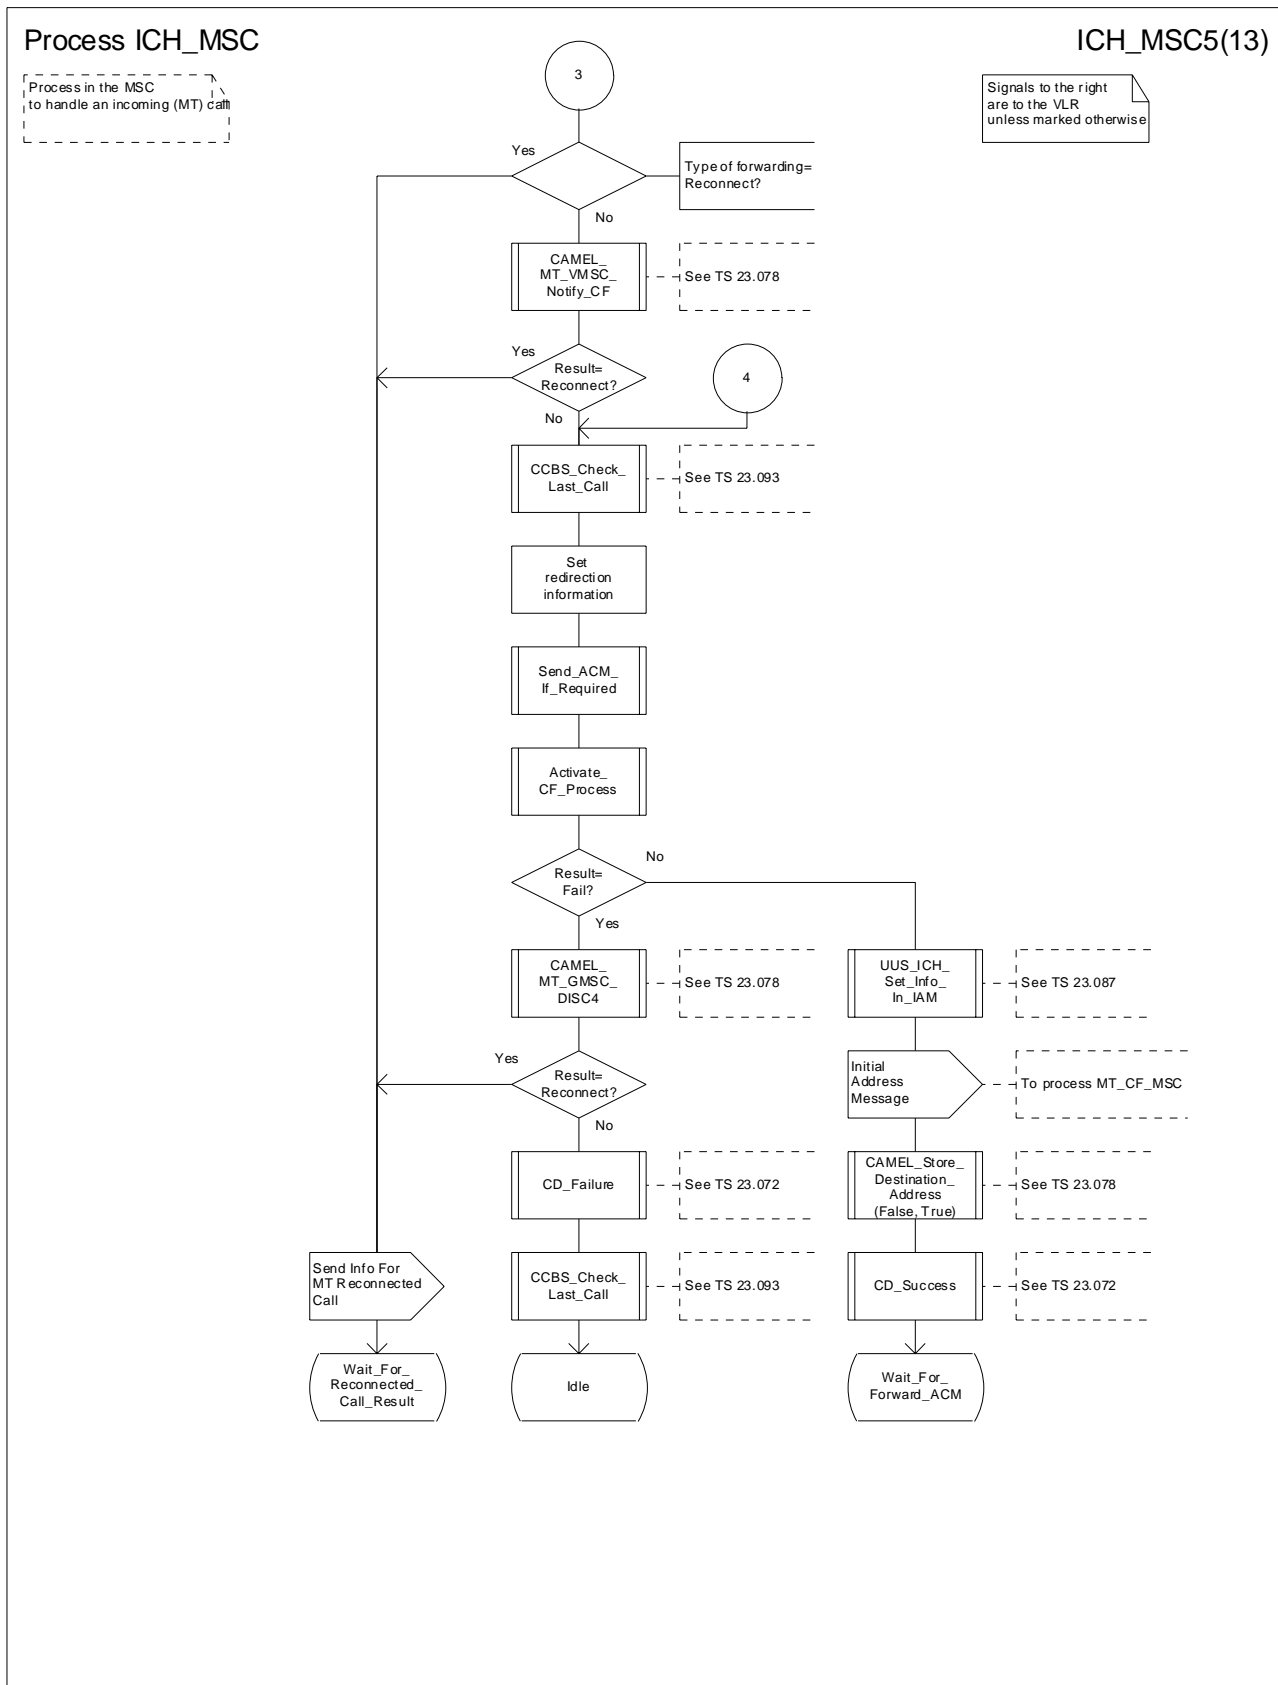 Process ICH_MSC
ICH_MSC5(13)
Process in the MSC
to handle an incoming (MT) call
Signals to the right
are to the VLR
unless marked otherwise
3
Yes
Type of forwarding=
Reconnect?
No
CAMEL_
MT_VMSC_
Notify_CF
See TS 23.078
Yes
Result=
Reconnect?
4
No
CCBS_Check_
Last_Call
See TS 23.093
Set
redirection
information
Send_ACM_
If_Required
Activate_
CF_Process
Result=
Fail?
No
Yes
CAMEL_
MT_GMSC_
DISC4
See TS 23.078
UUS_ICH_
Set_Info_
In_IAM
See TS 23.087
Yes
Result=
Reconnect?
No
Initial
Address
Message
To process MT_CF_MSC
CD_Failure
See TS 23.072
CAMEL_Store_
Destination_
Address
(False, True)
See TS 23.078
Send Info For
MT Reconnected
Call
CCBS_Check_
Last_Call
See TS 23.093
CD_Success
See TS 23.072
Wait_For_
Reconnected_
Call_Result
Idle
Wait_For_
Forward_ACM